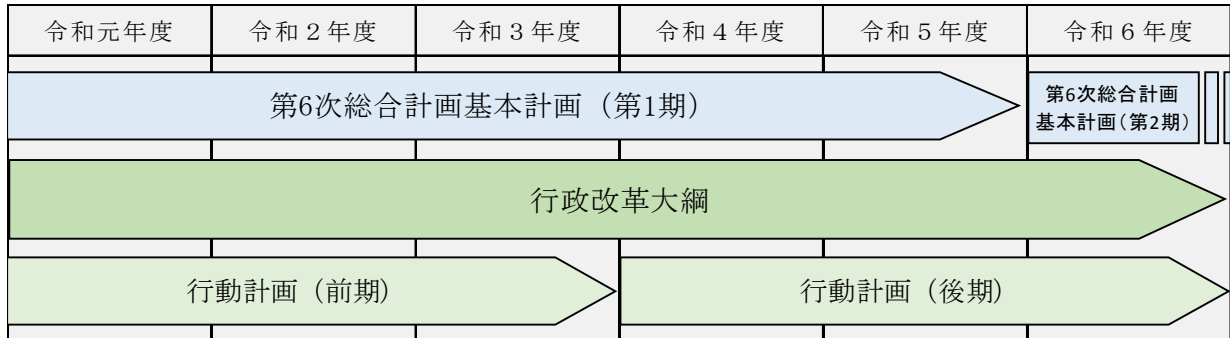 令和元年度 令和２年度 令和３年度 令和４年度 令和５年度 令和６年度
第6次総合計画基本計画（第1期）
第6次総合計画
基本計画（第2期）
行政改革大綱
行動計画（前期） 行動計画（後期）